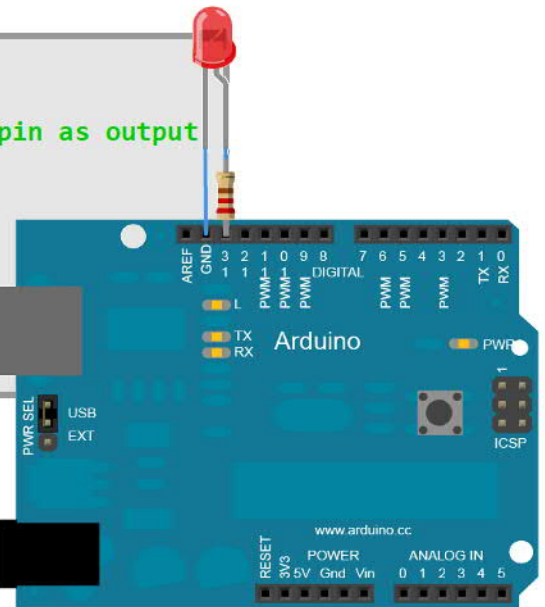 pin as output
AREF
GND
13
12
11
10
9
8
7
6
5
4
3
2
1
0
PWM
PWM
PWM
DIGITAL
PWM
PWM
PWM
TX
RX
L
TX
RX
Arduino
PWR
1
PWR SEL
USB
EXT
ICSP
www.arduino.cc
RESET
3V3
POWER
ANALOG IN
5V Gnd Vin
0 1 2 3 4 5